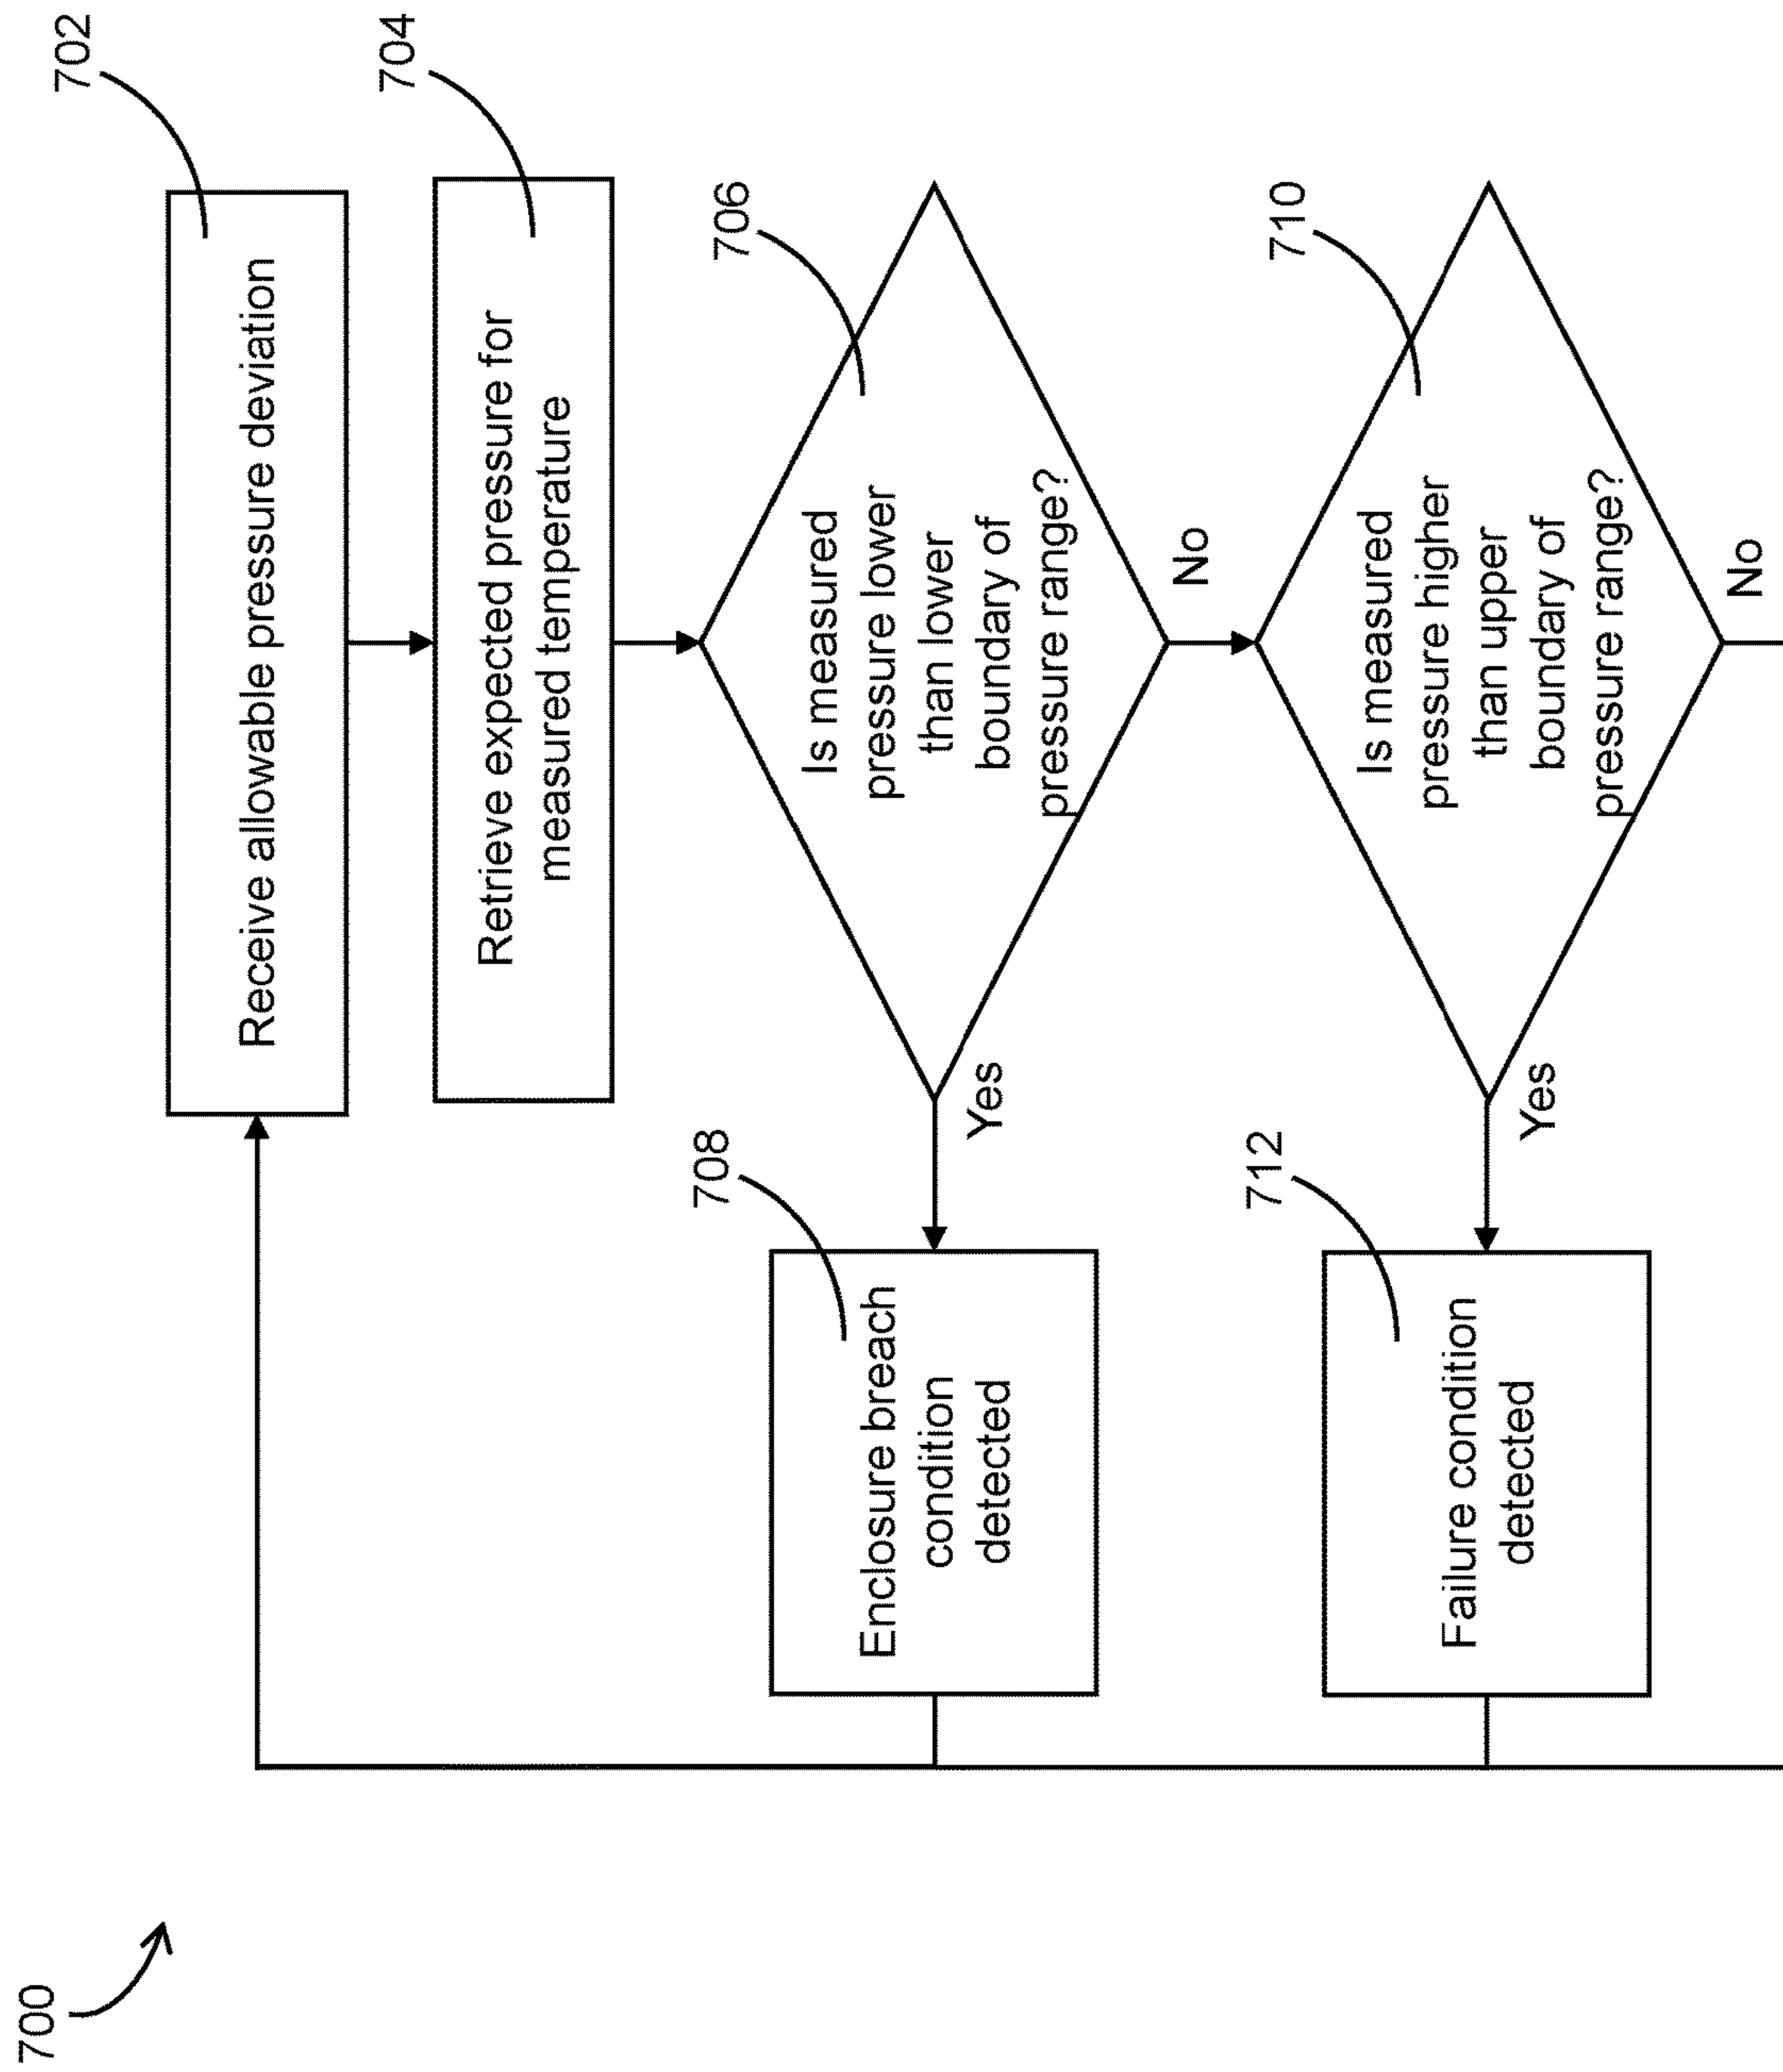 700
702
Receive allowable pressure deviation
704
Retrieve expected pressure for
measured temperature
706
Is measured
pressure lower
than lower
boundary of
pressure range?
Yes
No
708
Enclosure breach
condition
detected
710
Is measured
pressure higher
than upper
boundary of
pressure range?
Yes
No
712
Failure condition
detected